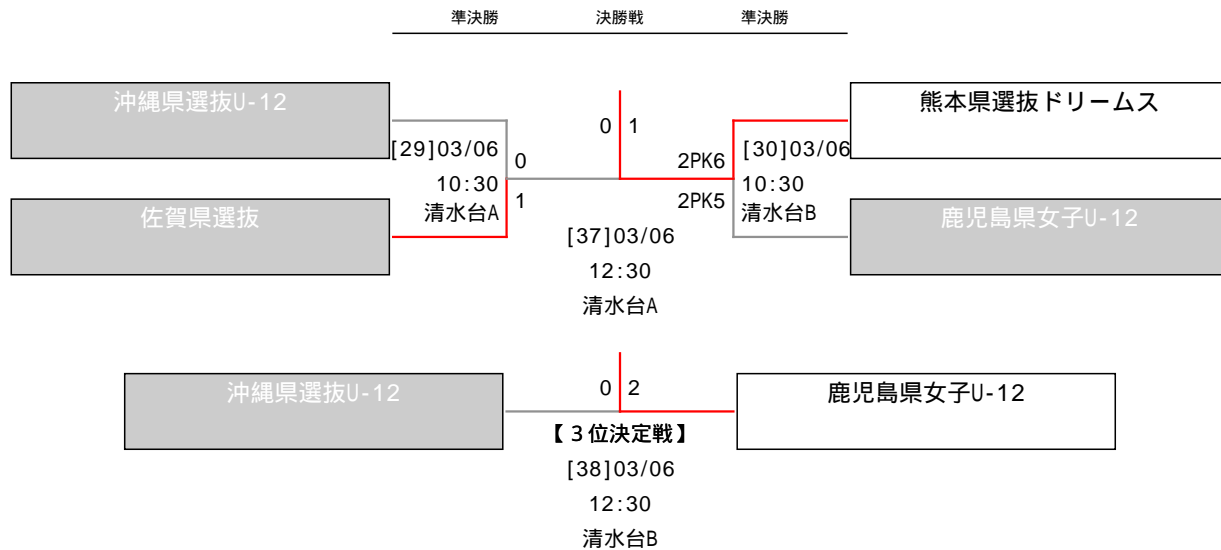 準決勝 決勝戦 準決勝
沖縄県選抜U-12
熊本県選抜ドリームス
0 1
[29]03/06 0
2PK6 [30]03/06
10:30
10:30
清水台A 1
2PK5 清水台B
佐賀県選抜
鹿児島県女子U-12
[37]03/06
12:30
清水台A
沖縄県選抜U-12
0 2
鹿児島県女子U-12
【3位決定戦】
[38]03/06
12:30
清水台B